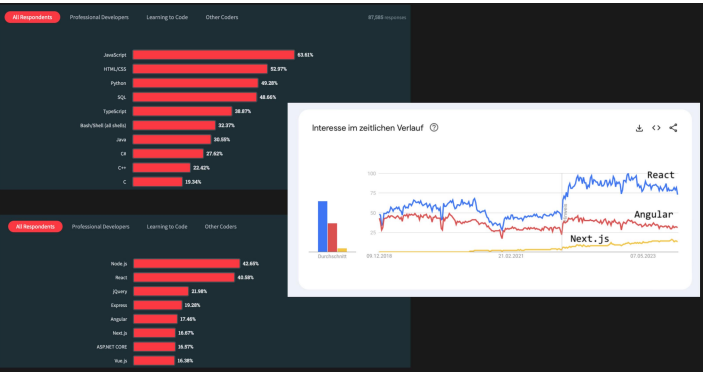 All Respondents Professional Developers Learning to Code Other Coders 87,585 responses
JavaScript 63.61%
HTML/CSS 52.97%
Python 49.28%
SQL 48.66%
TypeScript 38.87%
Bash/Shell (all shells) 32.37%
Java 30.55%
C# 27.62%
C++ 22.42%
C 19.34%
Interesse im zeitlichen Verlauf
100
75
50
25
React
Angular
Next.js
Durchschnitt 09.12.2018 21.02.2021 07.05.2023
All Respondents Professional Developers Learning to Code Other Coders
Node.js 42.65%
React 40.58%
jQuery 21.98%
Express 19.28%
Angular 17.46%
Next.js 16.67%
ASP.NET CORE 16.57%
Vue.js 16.38%